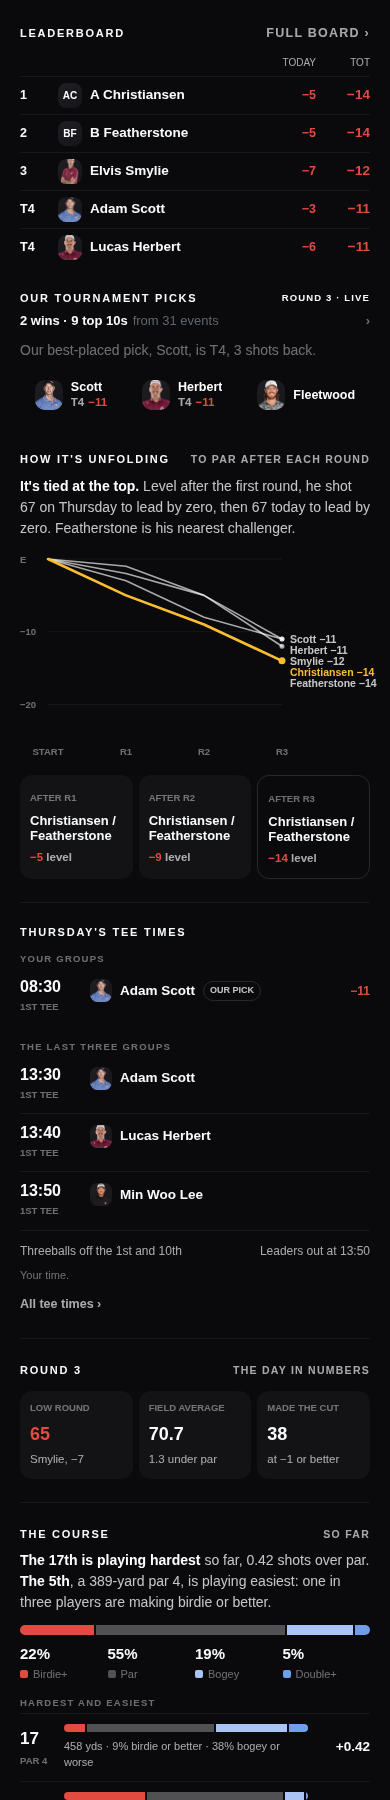 LEADERBOARD FULL BOARD ›
TODAY TOT
1 AC A Christiansen −5 −14
2 BF B Featherstone −5 −14
3 Elvis Smylie −7 −12
T4 Adam Scott −3 −11
T4 Lucas Herbert −6 −11
OUR TOURNAMENT PICKS ROUND 3 · LIVE
2 wins · 9 top 10s from 31 events ›
Our best-placed pick, Scott, is T4, 3 shots back.
Scott Herbert Fleetwood
T4 −11 T4 −11
HOW IT'S UNFOLDING TO PAR AFTER EACH ROUND
It's tied at the top. Level after the first round, he shot
67 on Thursday to lead by zero, then 67 today to lead by
zero. Featherstone is his nearest challenger.
E
−10
−20
Scott −11
Herbert −11
Smylie −12
Christiansen −14
Featherstone −14
START R1 R2 R3
AFTER R1 AFTER R2 AFTER R3
Christiansen / Christiansen / Christiansen /
Featherstone Featherstone Featherstone
−5 level −9 level −14 level
THURSDAY'S TEE TIMES
YOUR GROUPS
08:30 Adam Scott OUR PICK −11
1ST TEE
THE LAST THREE GROUPS
13:30 Adam Scott
1ST TEE
13:40 Lucas Herbert
1ST TEE
13:50 Min Woo Lee
1ST TEE
Threeballs off the 1st and 10th Leaders out at 13:50
Your time.
All tee times ›
ROUND 3 THE DAY IN NUMBERS
LOW ROUND FIELD AVERAGE MADE THE CUT
65 70.7 38
Smylie, −7 1.3 under par at −1 or better
THE COURSE SO FAR
The 17th is playing hardest so far, 0.42 shots over par.
The 5th, a 389-yard par 4, is playing easiest: one in
three players are making birdie or better.
22% 55% 19% 5%
Birdie+ Par Bogey Double+
HARDEST AND EASIEST
17 458 yds · 9% birdie or better · 38% bogey or +0.42
PAR 4 worse